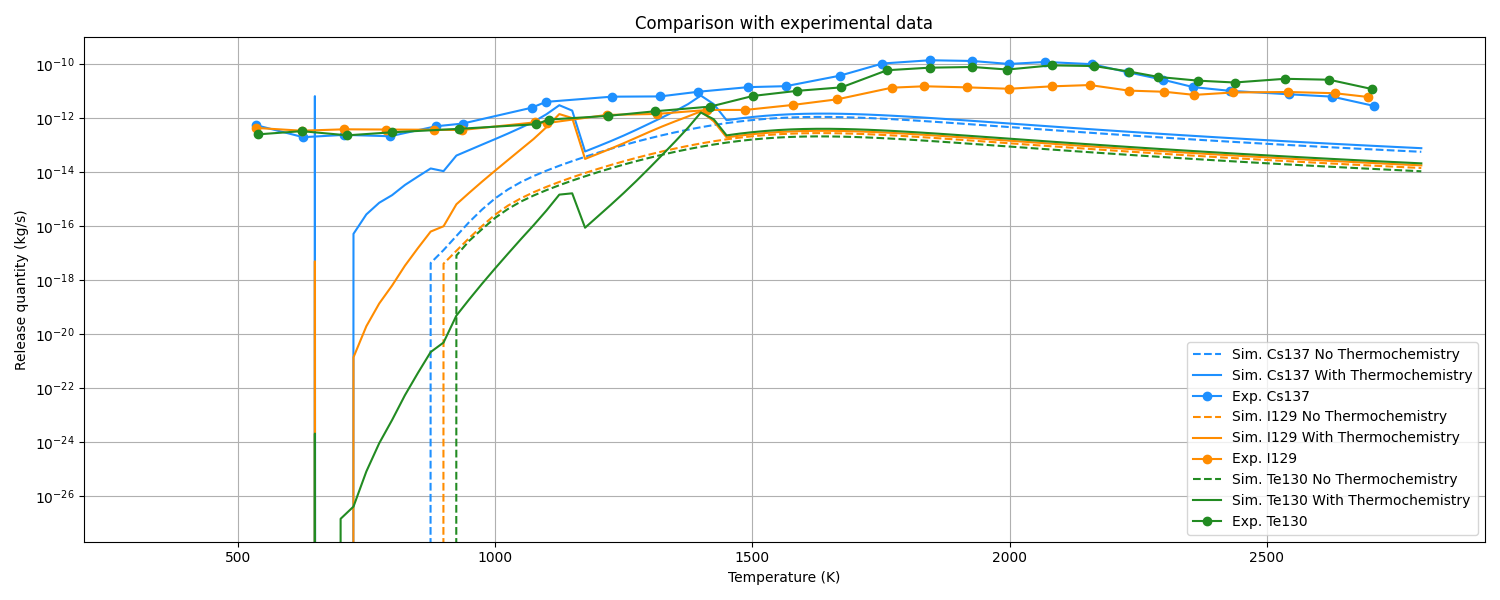 Comparison with experimental data
Release quantity (kg/s)
10⁻¹⁰
10⁻¹²
10⁻¹⁴
10⁻¹⁶
10⁻¹⁸
10⁻²⁰
10⁻²²
10⁻²⁴
10⁻²⁶
Sim. Cs137 No Thermochemistry
Sim. Cs137 With Thermochemistry
Exp. Cs137
Sim. I129 No Thermochemistry
Sim. I129 With Thermochemistry
Exp. I129
Sim. Te130 No Thermochemistry
Sim. Te130 With Thermochemistry
Exp. Te130
500 1000 1500 2000 2500
Temperature (K)